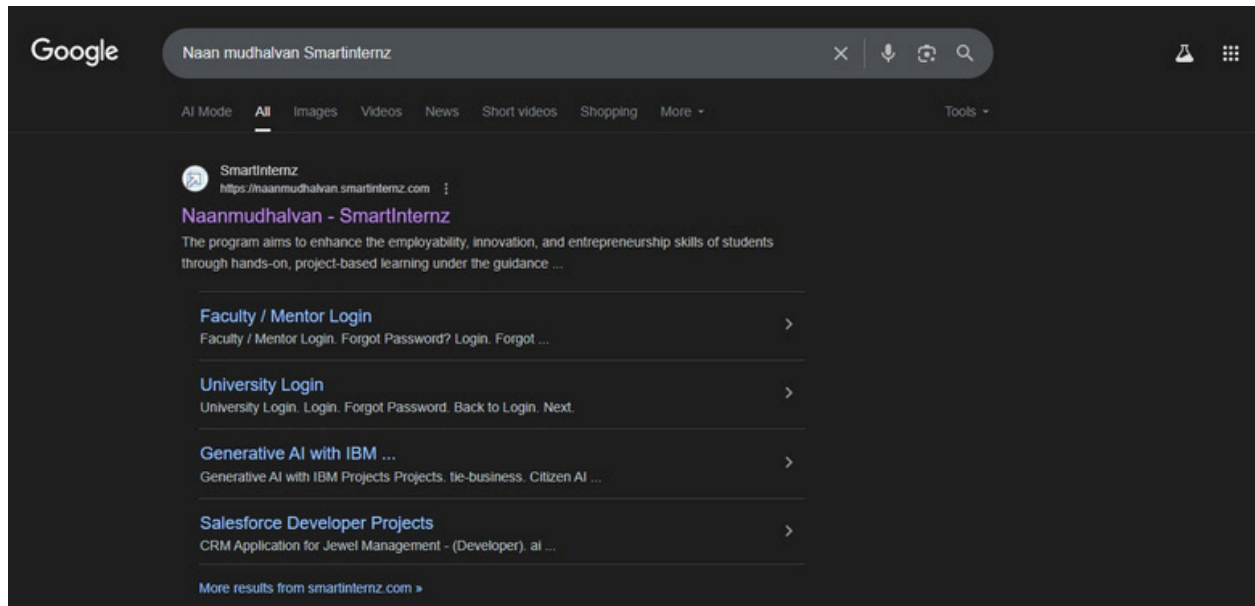 Google
Naan mudhalvan Smartinternz
AI Mode All Images Videos News Short videos Shopping More Tools
SmartInternz
https://naanmudhalvan.smartinternz.com
Naanmudhalvan - SmartInternz
The program aims to enhance the employability, innovation, and entrepreneurship skills of students
through hands-on, project-based learning under the guidance ...
Faculty / Mentor Login
Faculty / Mentor Login. Forgot Password? Login. Forgot ...
University Login
University Login. Login. Forgot Password. Back to Login. Next.
Generative AI with IBM ...
Generative AI with IBM Projects Projects. tie-business. Citizen AI ...
Salesforce Developer Projects
CRM Application for Jewel Management - (Developer). ai ...
More results from smartinternz.com »